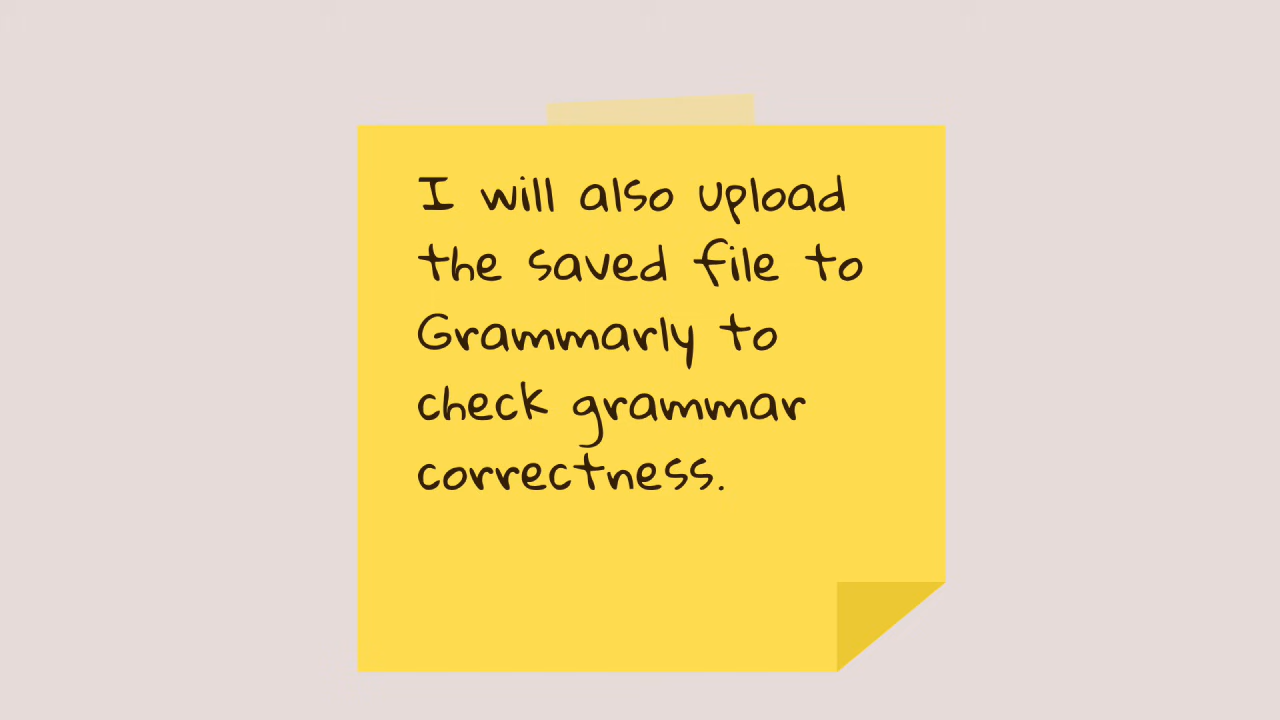 I will also upload
the saved file to
Grammarly to
check grammar
correctness.